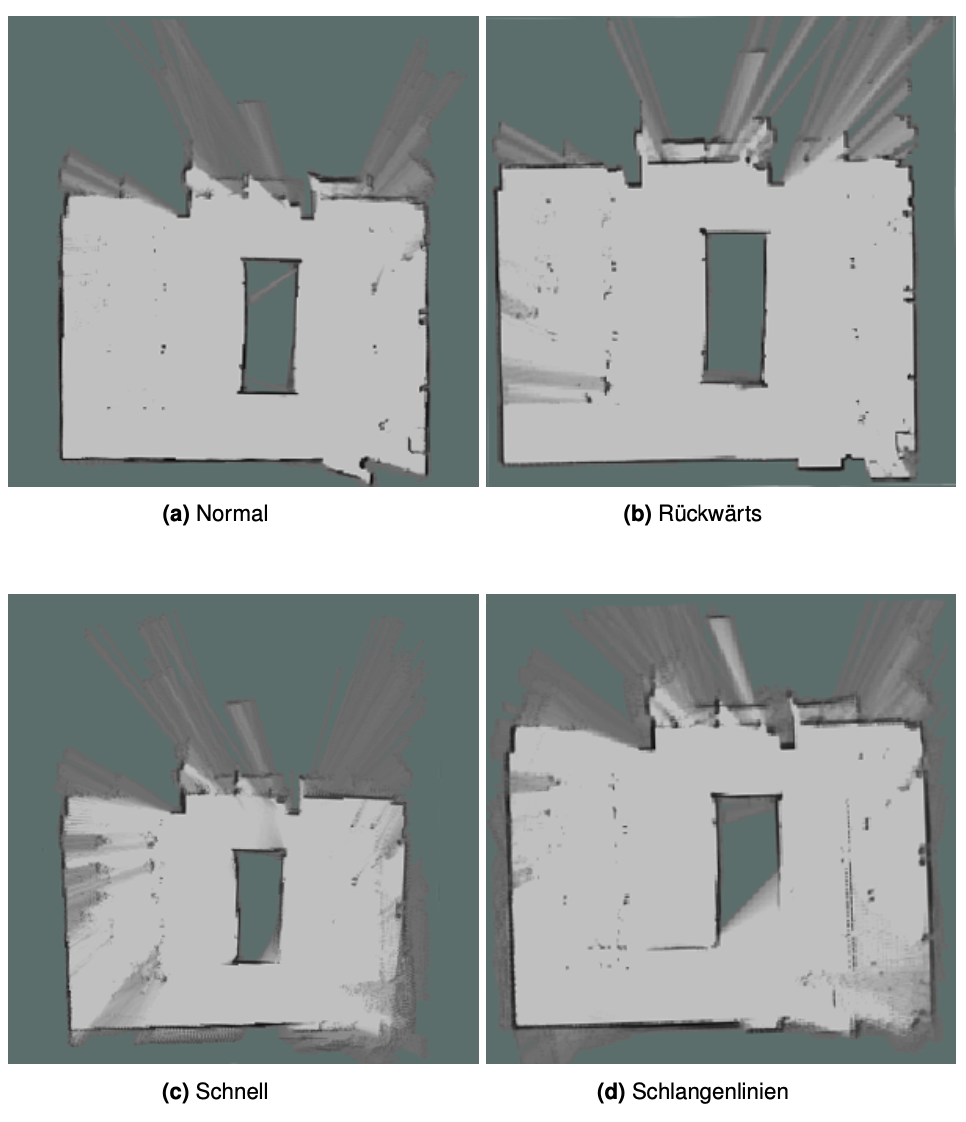 (a) Normal
(b) Rückwärts
(c) Schnell
(d) Schlangenlinien